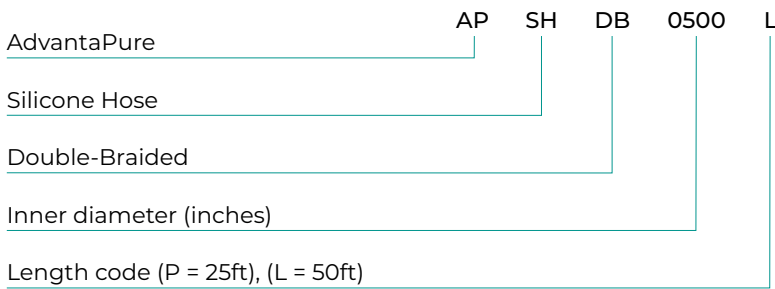 AP SH DB 0500 L
AdvantaPure
Silicone Hose
Double-Braided
Inner diameter (inches)
Length code (P = 25ft), (L = 50ft)